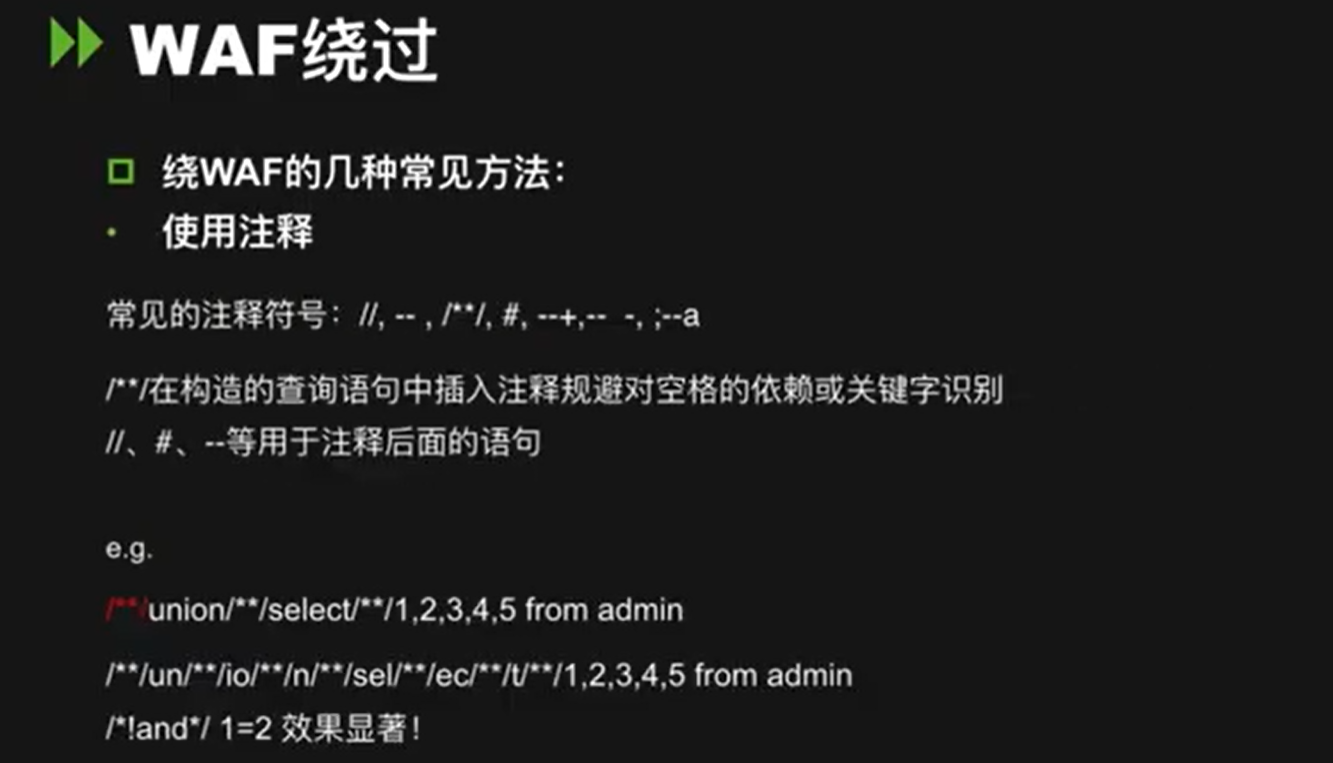 WAF绕过
绕WAF的几种常见方法：
使用注释
常见的注释符号：//, -- , /**/, #, --+,-- -, ;--a
/**/在构造的查询语句中插入注释规避对空格的依赖或关键字识别
//、#、--等用于注释后面的语句
e.g.
/**/union/**/select/**/1,2,3,4,5 from admin
/**/un/**/io/**/n/**/sel/**/ec/**/t/**/1,2,3,4,5 from admin
/*!and*/ 1=2 效果显著！